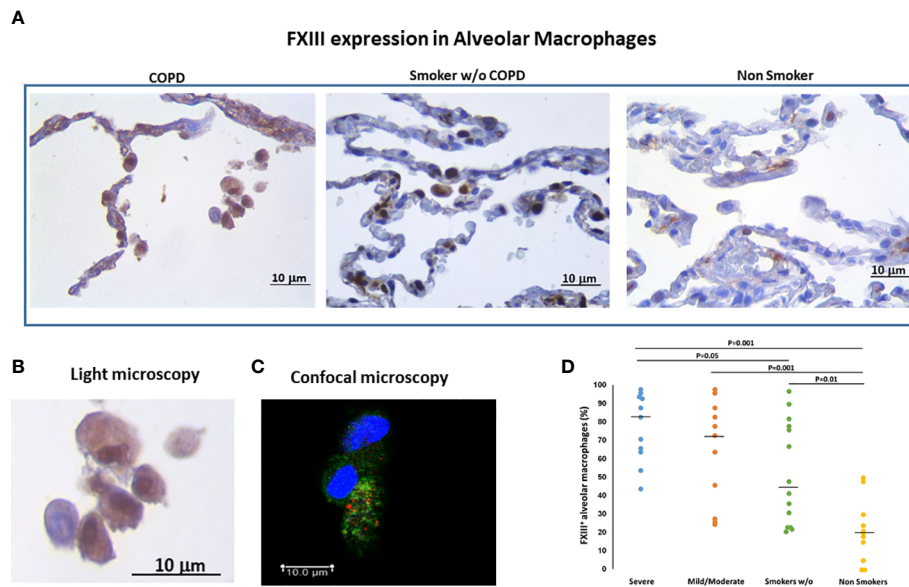 A
FXIII expression in Alveolar Macrophages
COPD
Smoker w/o COPD
Non Smoker
10 µm
10 µm
10 µm
B
Light microscopy
10 µm
C
Confocal microscopy
10.0 µm
D
P=0.001
P=0.05
P=0.001
P=0.01
FXIII⁺ alveolar macrophages (%)
100
90
80
70
60
50
40
30
20
10
0
Severe
Mild/Moderate
Smokers w/o
Non Smokers